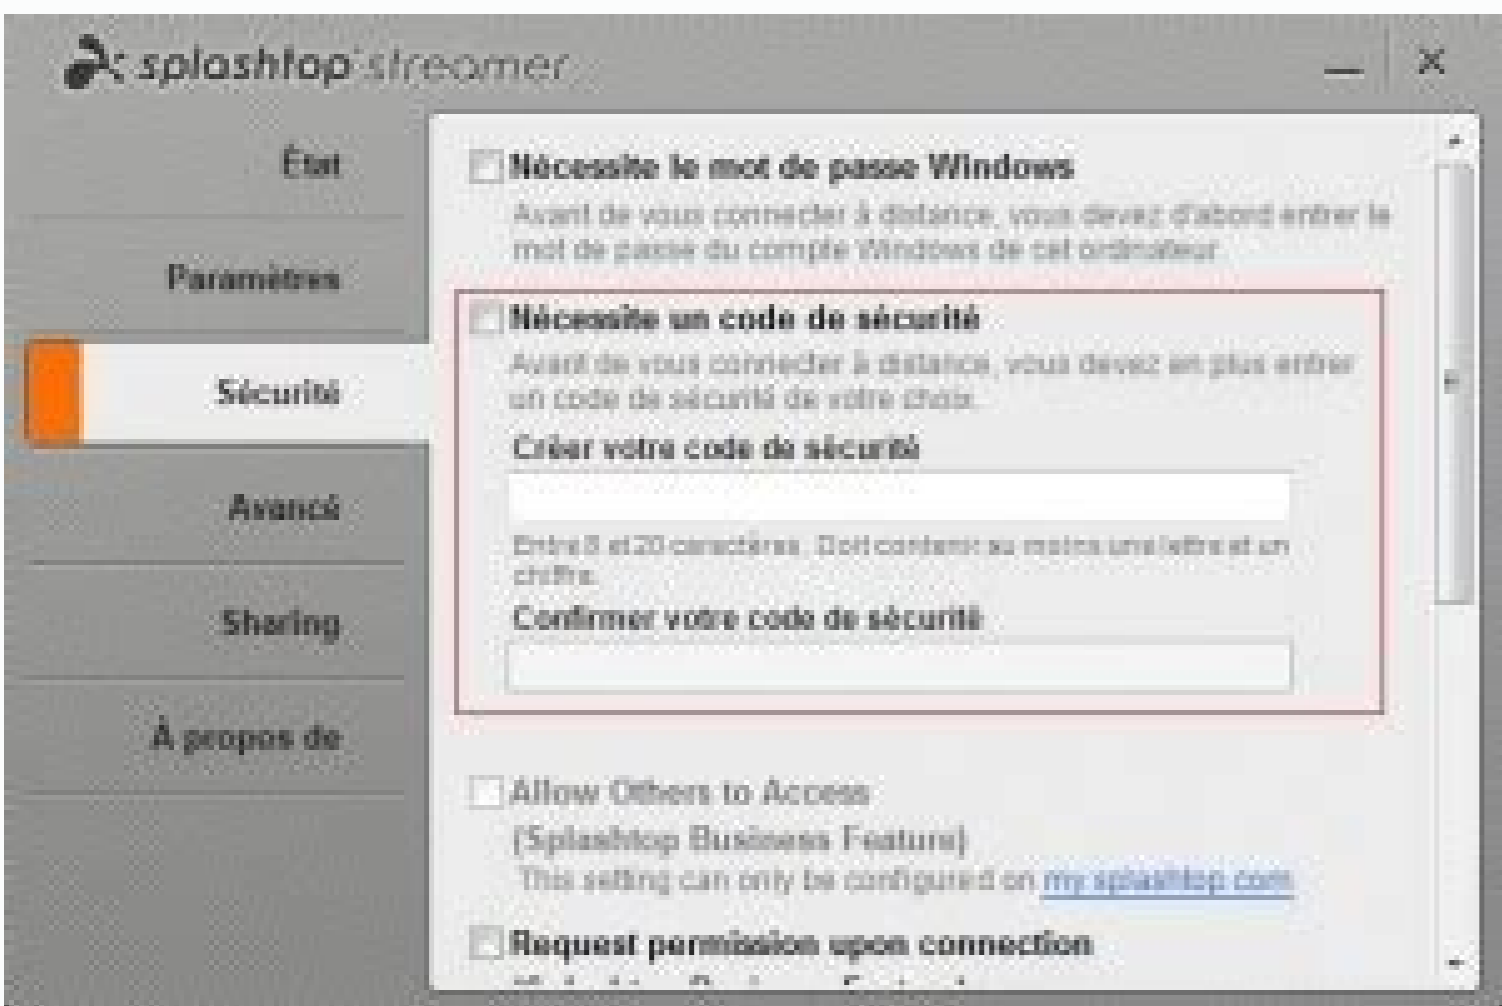 splashtop streamer
État
Paramètres
Sécurité
Avancé
Sharing
À propos de
Nécessite le mot de passe Windows
Avant de vous connecter à distance, vous devez d'abord entrer le
mot de passe du compte Windows de cet ordinateur.
Nécessite un code de sécurité
Avant de vous connecter à distance, vous devez en plus entrer
un code de sécurité de votre choix.
Créer votre code de sécurité
Entre 8 et 20 caractères. Doit contenir au moins une lettre et un
chiffre.
Confirmer votre code de sécurité
Allow Others to Access
(Splashtop Business Feature)
This setting can only be configured on my.splashtop.com
Request permission upon connection